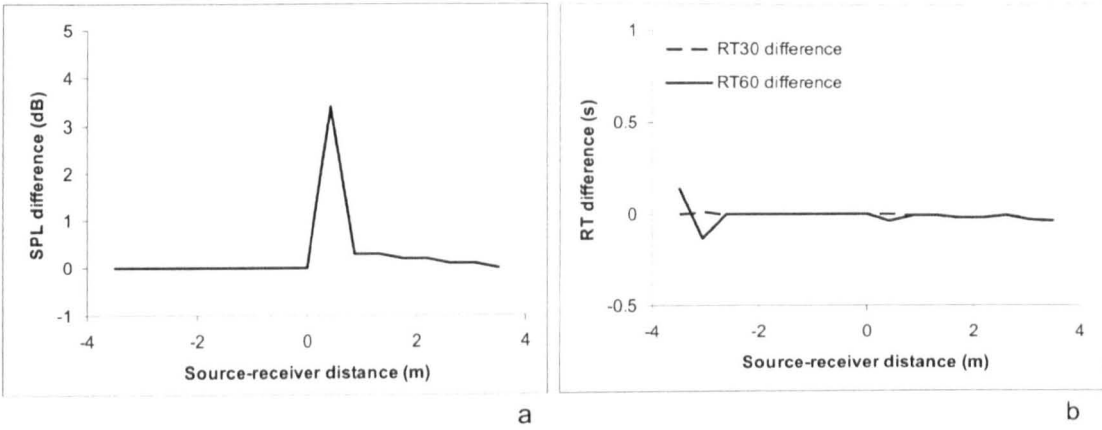 5
4
3
2
1
0
-1
SPL difference (dB)
-4
-2
0
2
4
Source-receiver distance (m)
a
1
0.5
0
-0.5
RT difference (s)
RT30 difference
RT60 difference
-4
-2
0
2
4
Source-receiver distance (m)
b